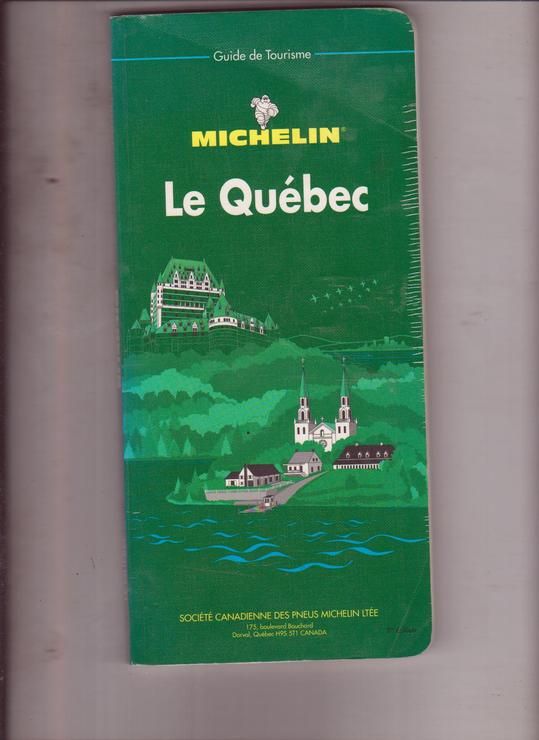 Guide de Tourisme
MICHELIN
Le Québec
SOCIÉTÉ CANADIENNE DES PNEUS MICHELIN LTÉE
175, boulevard Bouchard
Dorval, Québec H9S 5T1 CANADA